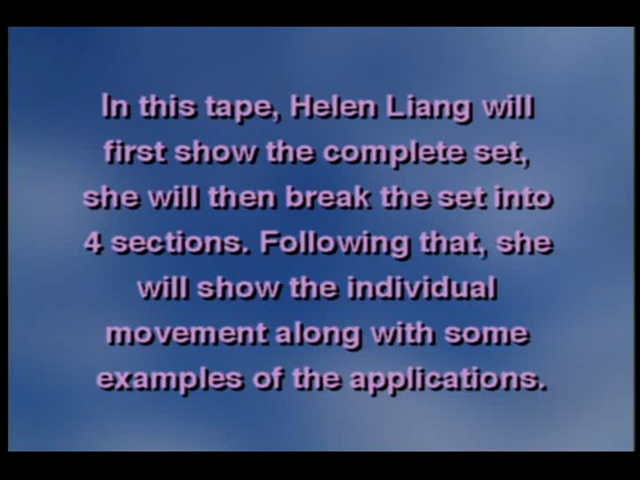 In this tape, Helen Liang will
first show the complete set,
she will then break the set into
4 sections. Following that, she
will show the individual
movement along with some
examples of the applications.